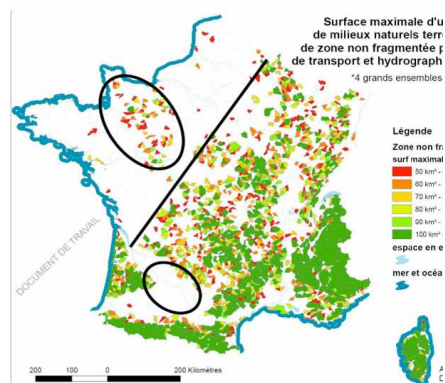 Surface maximale d'u
de milieux naturels terre
de zone non fragmentée p
de transport et hydrograph
*4 grands ensembles
Légende
Zone non fra
surf maximal
50 km² -
60 km² -
70 km² -
80 km² -
90 km² -
100 km² -
espace en e
mer et océa
DOCUMENT DE TRAVAIL
200 100 0 200 Kilomètres
A
D